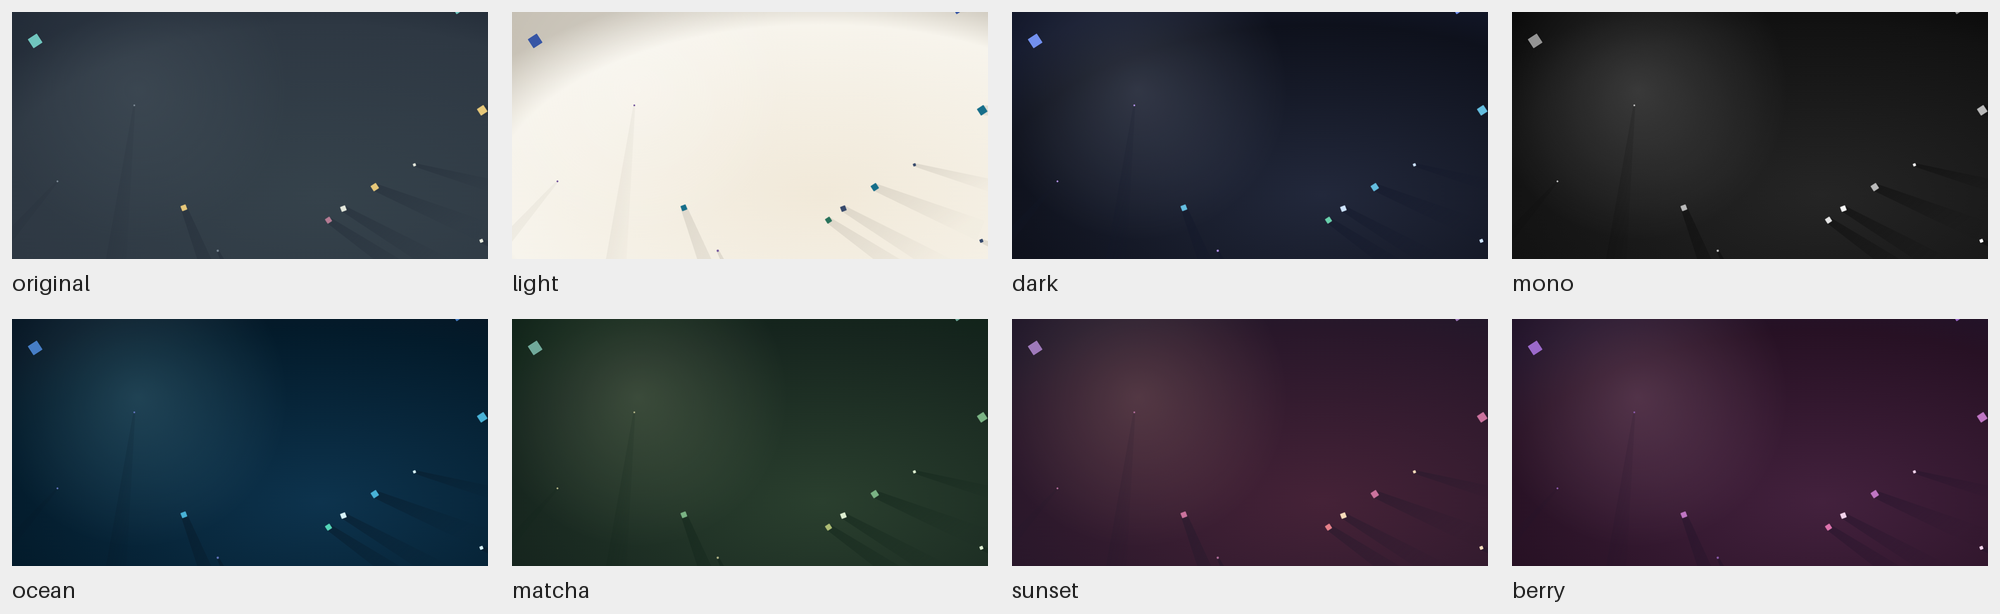 original
light
dark
mono
ocean
matcha
sunset
berry